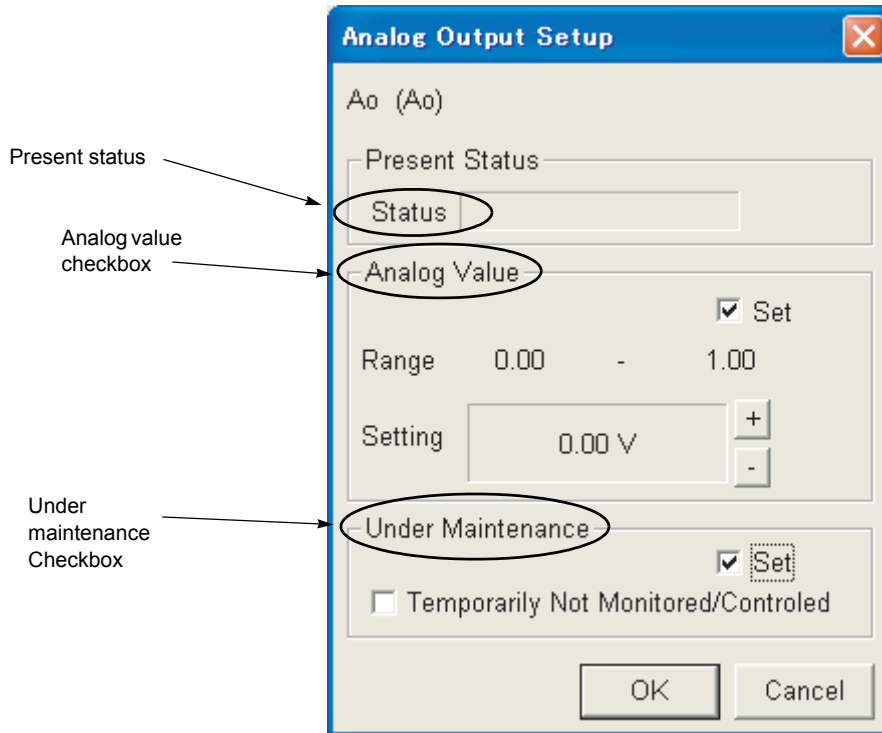 Analog Output Setup
Ao (Ao)
Present status
Present Status
Status
Analog value
checkbox
Analog Value
Set
Range 0.00 - 1.00
Setting 0.00 V
+
-
Under
maintenance
Checkbox
Under Maintenance
Set
Temporarily Not Monitored/Controled
OK Cancel